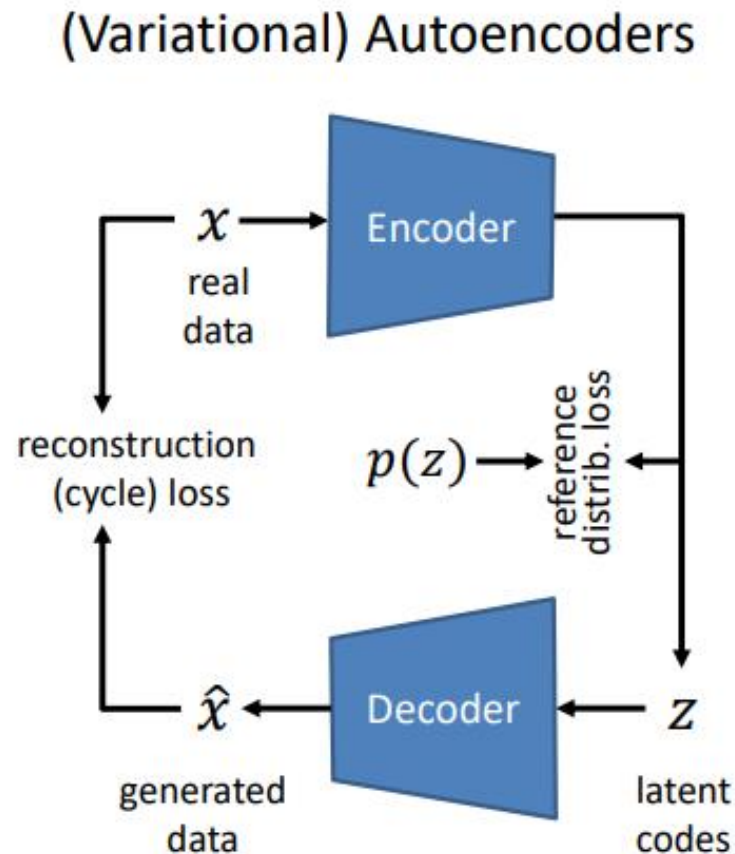 (Variational) Autoencoders
x
real
data
Encoder
reconstruction
(cycle) loss
p(z)
reference
distrib. loss
x̂
generated
data
Decoder
z
latent
codes